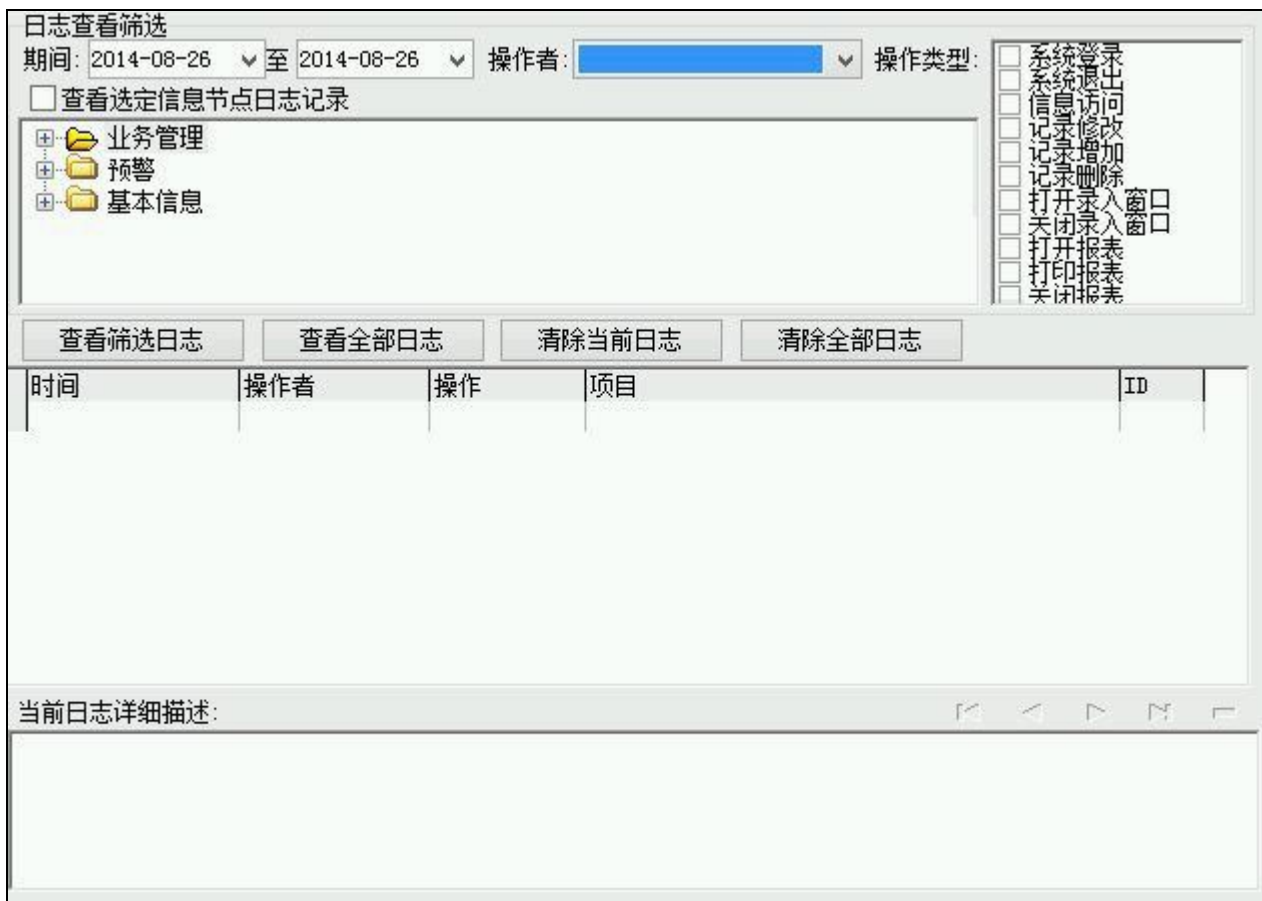 日志查看筛选
期间: 2014-08-26 至 2014-08-26 操作者: 操作类型:
查看选定信息节点日志记录
业务管理
预警
基本信息
系统登录
系统退出
信息访问
记录修改
记录增加
记录删除
打开录入窗口
关闭录入窗口
打开报表
打印报表
关闭报表
查看筛选日志 查看全部日志 清除当前日志 清除全部日志
时间 操作者 操作 项目 ID
当前日志详细描述: